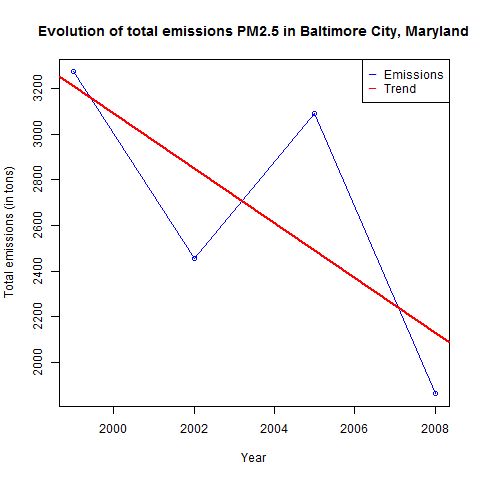 Evolution of total emissions PM2.5 in Baltimore City, Maryland
Emissions
Trend
Total emissions (in tons)
3200
3000
2800
2600
2400
2200
2000
2000 2002 2004 2006 2008
Year